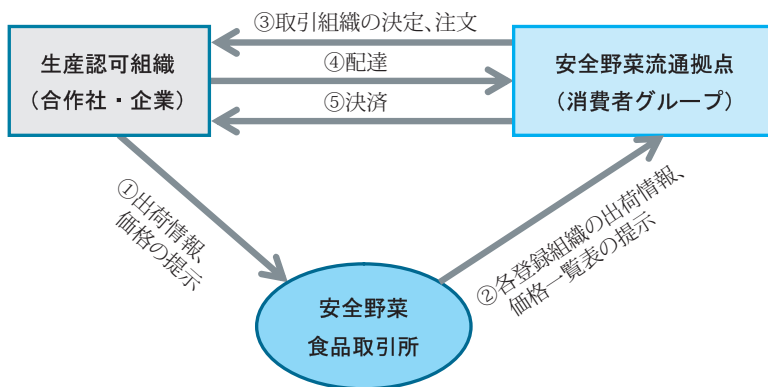 ③取引組織の決定、注文
生産認可組織
（合作社・企業）
④配達
安全野菜流通拠点
（消費者グループ）
⑤決済
①出荷情報、
価格の提示
②各登録組織の出荷情報、
価格一覧表の提示
安全野菜
食品取引所